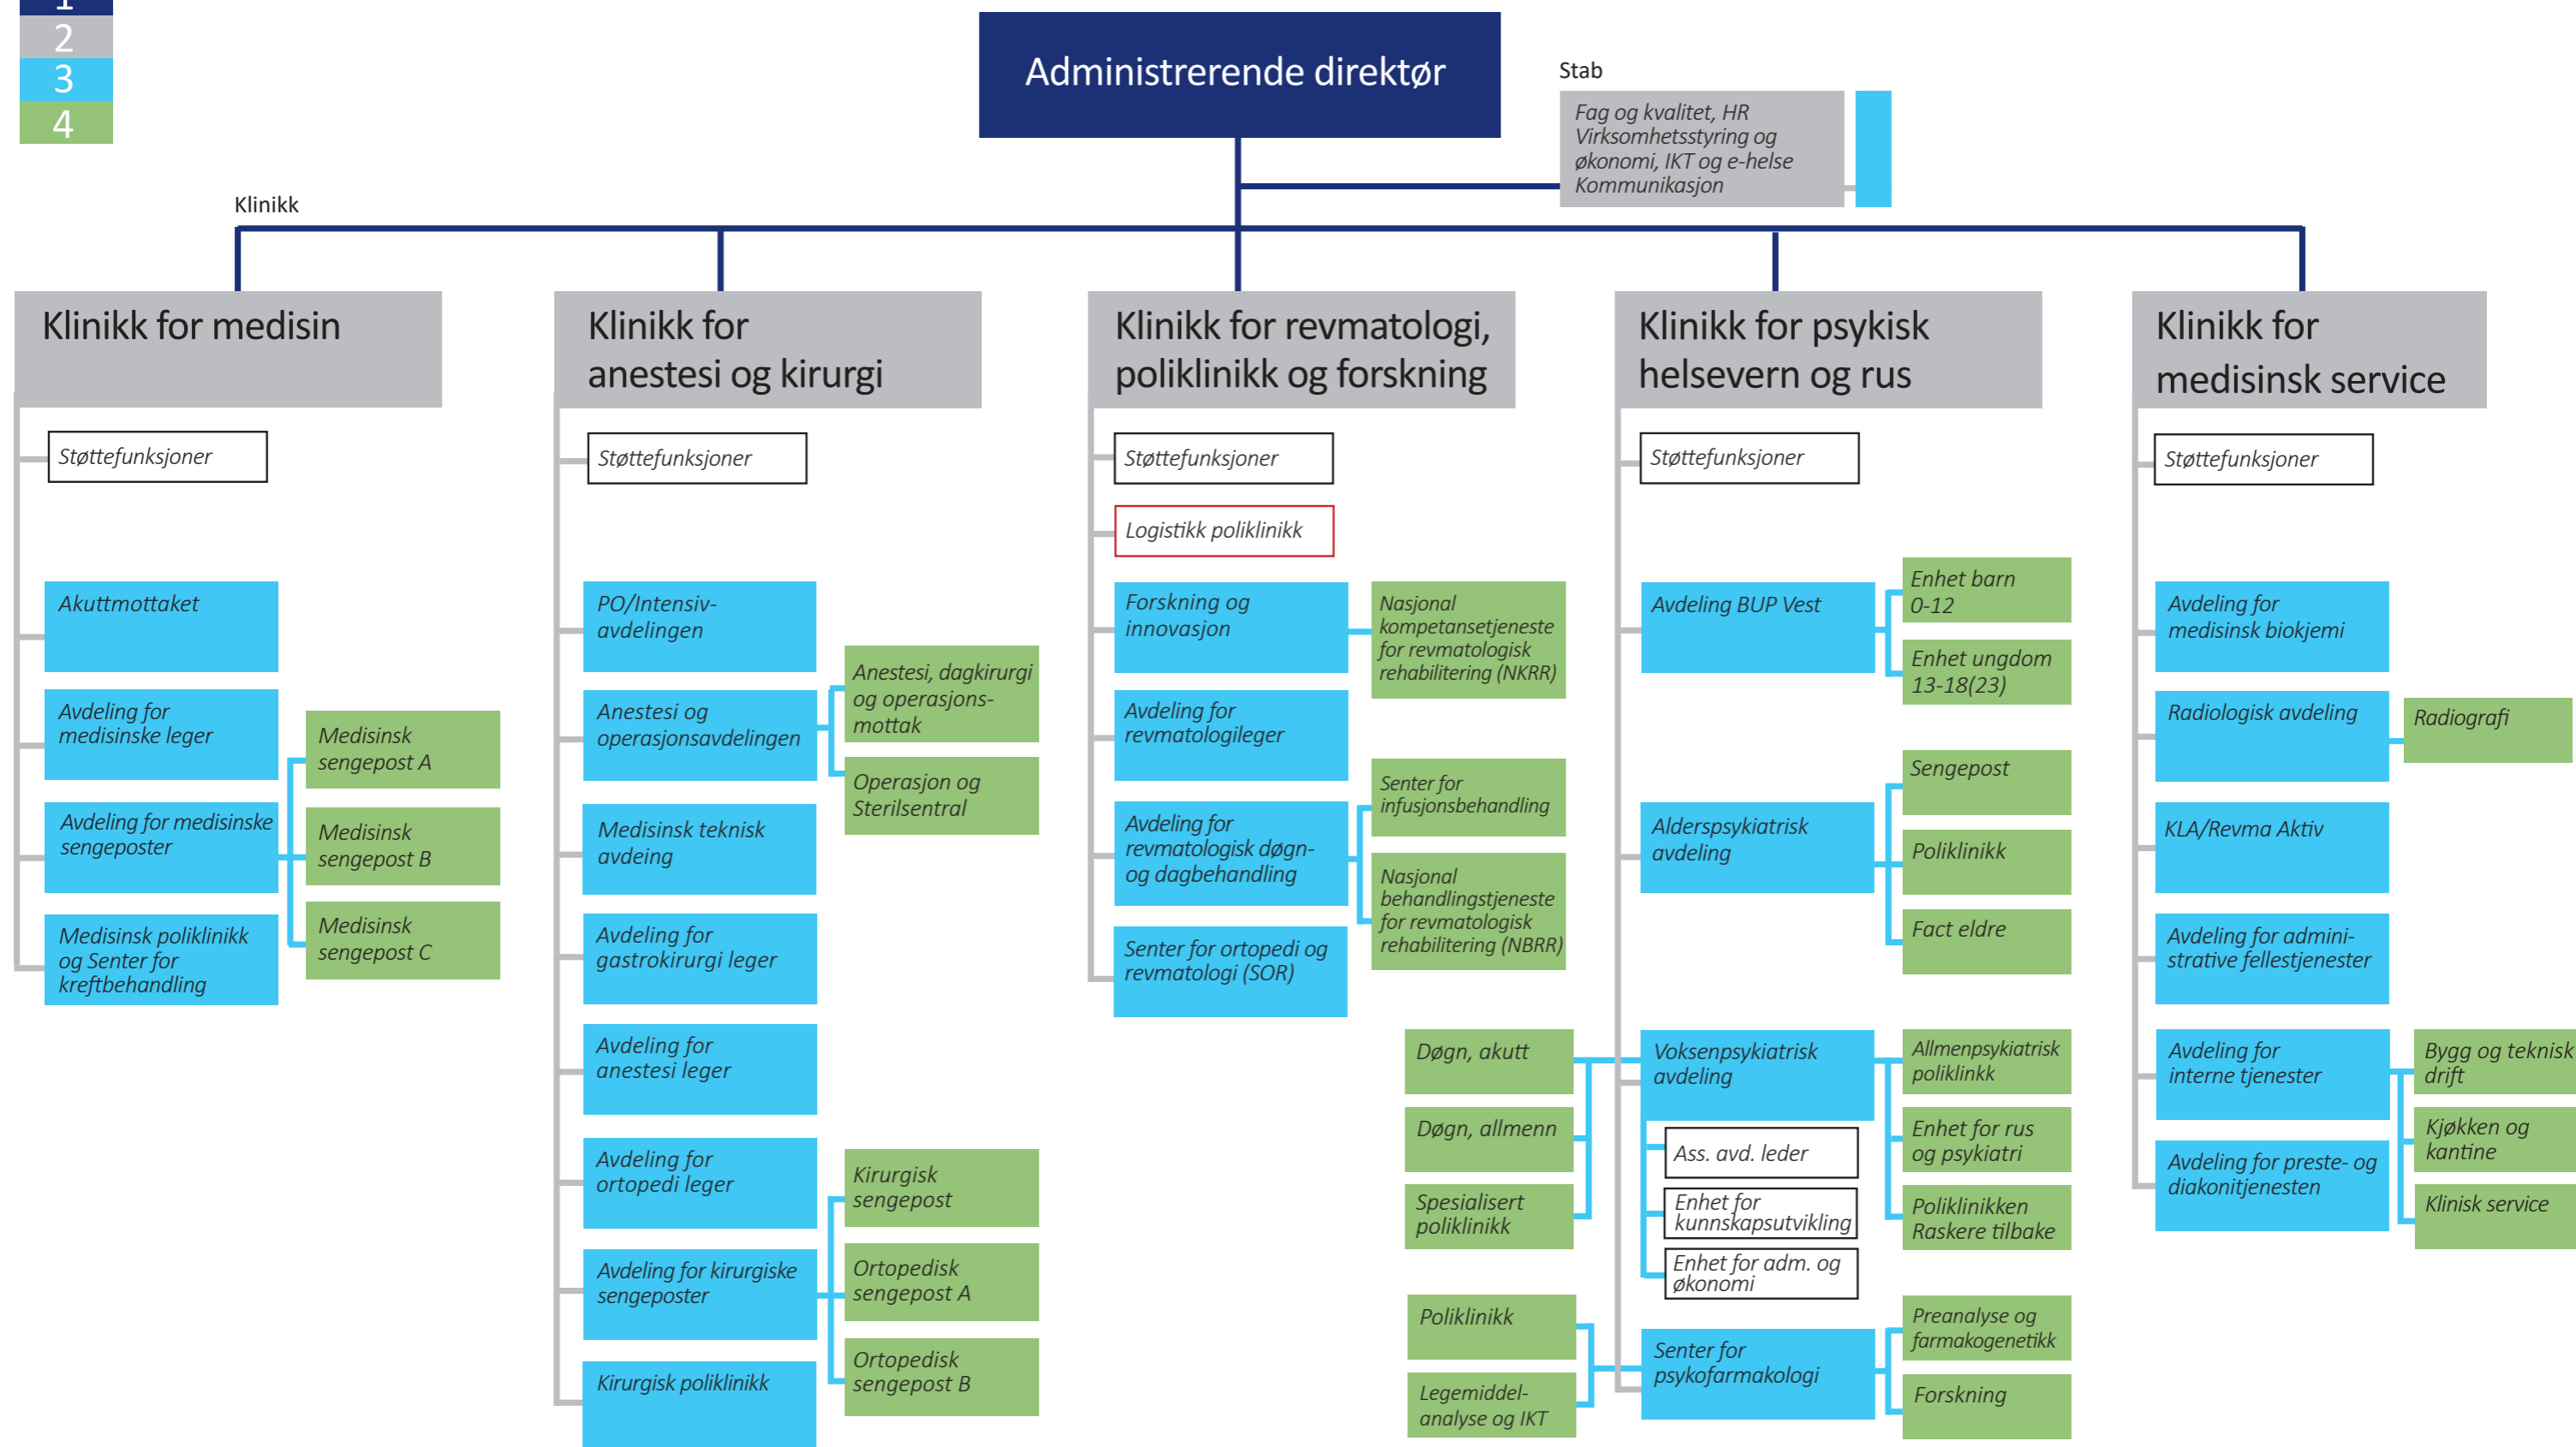 1
2
3
4
Administrerende direktør
Stab
Fag og kvalitet, HR
Virksomhetsstyring og
økonomi, IKT og e-helse
Kommunikasjon
Klinikk
Klinikk for medisin
Støttefunksjoner
Akuttmottaket
Avdeling for
medisinske leger
Avdeling for medisinske
sengeposter
Medisinsk poliklinikk
og Senter for
kreftbehandling
Medisinsk
sengepost A
Medisinsk
sengepost B
Medisinsk
sengepost C
Klinikk for
anestesi og kirurgi
Støttefunksjoner
PO/Intensiv-
avdelingen
Anestesi og
operasjonsavdelingen
Anestesi, dagkirurgi
og operasjons-
mottak
Operasjon og
Sterilsentral
Medisinsk teknisk
avdeing
Avdeling for
gastrokirurgi leger
Avdeling for
anestesi leger
Avdeling for
ortopedi leger
Avdeling for kirurgiske
sengeposter
Kirurgisk
sengepost
Ortopedisk
sengepost A
Ortopedisk
sengepost B
Kirurgisk poliklinikk
Klinikk for revmatologi,
poliklinikk og forskning
Støttefunksjoner
Logistikk poliklinikk
Forskning og
innovasjon
Nasjonal
kompetansetjeneste
for revmatologisk
rehabilitering (NKRR)
Avdeling for
revmatologileger
Avdeling for
revmatologisk døgn-
og dagbehandling
Senter for
infusjonsbehandling
Nasjonal
behandlingstjeneste
for revmatologisk
rehabilitering (NBRR)
Senter for ortopedi og
revmatologi (SOR)
Klinikk for psykisk
helsevern og rus
Støttefunksjoner
Avdeling BUP Vest
Enhet barn
0-12
Enhet ungdom
13-18(23)
Alderspsykiatrisk
avdeling
Sengepost
Poliklinikk
Fact eldre
Døgn, akutt
Døgn, allmenn
Spesialisert
poliklinikk
Voksenpsykiatrisk
avdeling
Ass. avd. leder
Enhet for
kunnskapsutvikling
Enhet for adm. og
økonomi
Allmenpsykiatrisk
poliklinkk
Enhet for rus
og psykiatri
Poliklinikken
Raskere tilbake
Poliklinikk
Legemiddel-
analyse og IKT
Senter for
psykofarmakologi
Preanalyse og
farmakogenetikk
Forskning
Klinikk for
medisinsk service
Støttefunksjoner
Avdeling for
medisinsk biokjemi
Radiologisk avdeling
Radiografi
KLA/Revma Aktiv
Avdeling for admini-
strative fellestjenester
Avdeling for
interne tjenester
Bygg og teknisk
drift
Kjøkken og
kantine
Klinisk service
Avdeling for preste- og
diakonitjenesten